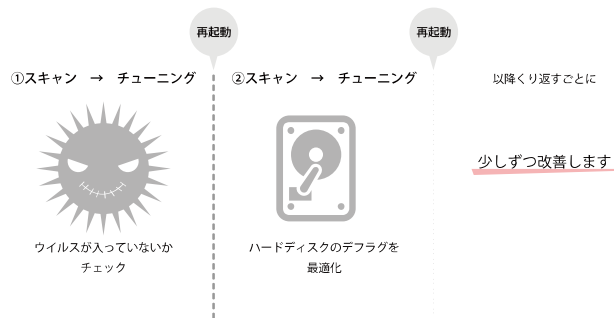 再起動
再起動
①スキャン → チューニング
②スキャン → チューニング
以降くり返すごとに
少しずつ改善します
ウイルスが入っていないか
チェック
ハードディスクのデフラグを
最適化